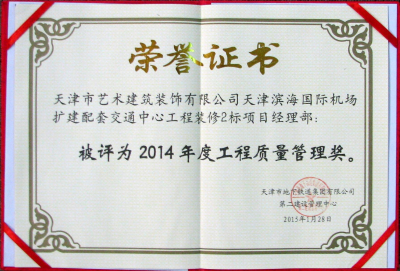 荣誉证书
天津市艺术建筑装饰有限公司天津滨海国际机场
扩建配套交通中心工程装修2标项目经理部：
被评为2014年度工程质量管理奖。
天津市地下铁道集团有限公司
第二建设管理中心
2015年1月28日